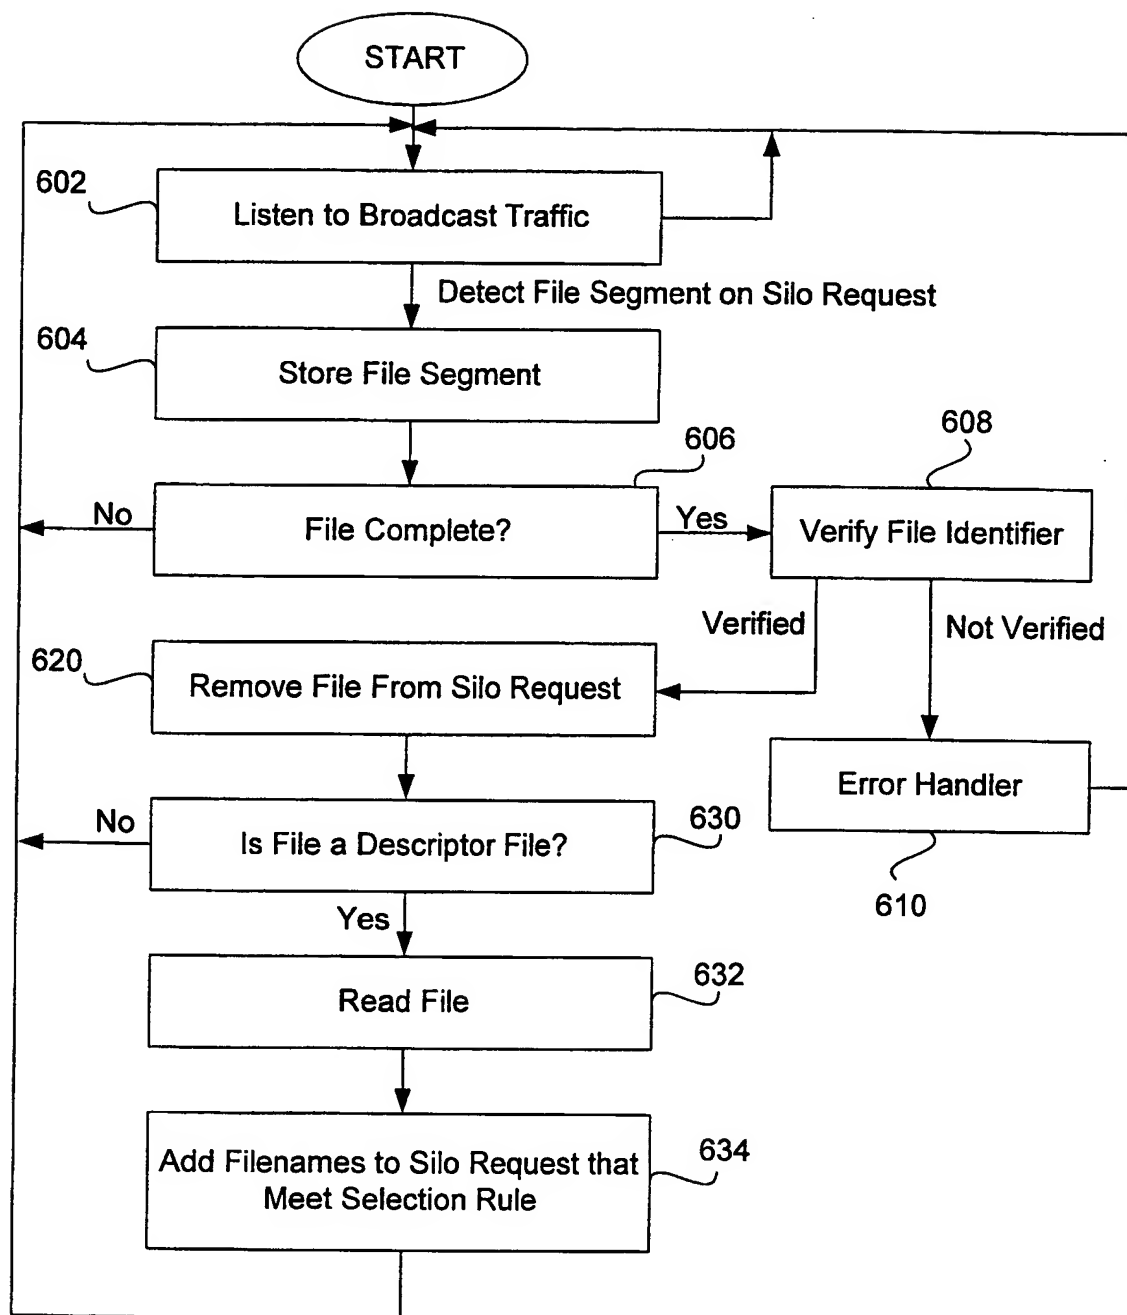 START
602
Listen to Broadcast Traffic
Detect File Segment on Silo Request
604
Store File Segment
606
608
No
File Complete?
Yes
Verify File Identifier
Verified
Not Verified
620
Remove File From Silo Request
Error Handler
610
No
Is File a Descriptor File?
630
Yes
Read File
632
Add Filenames to Silo Request that
Meet Selection Rule
634